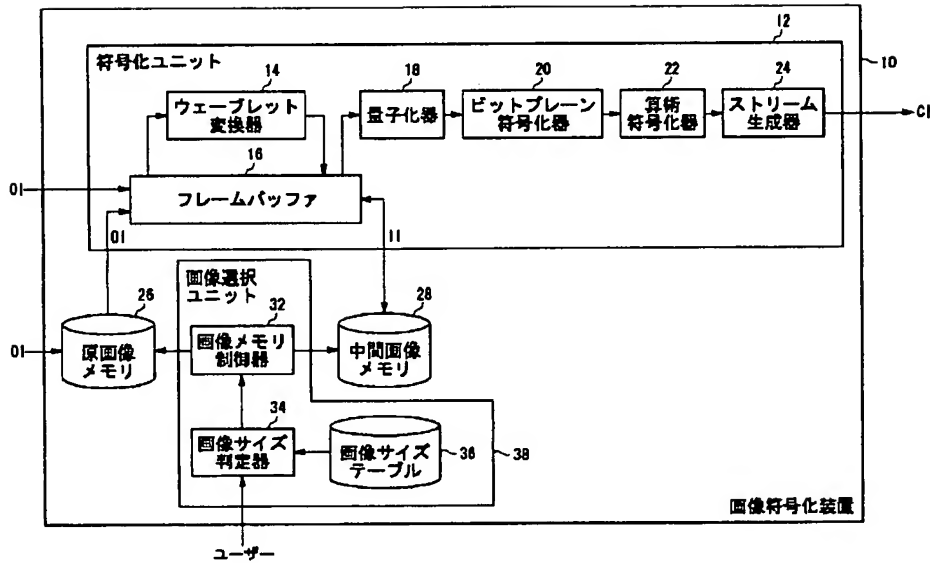 12
符号化ユニット
10
14
18
20
22
24
ウェーブレット
変換器
量子化器
ビットプレーン
符号化器
算術
符号化器
ストリーム
生成器
CI
16
OI
フレームバッファ
OI
II
画像選択
ユニット
26
32
28
OI
原画像
メモリ
画像メモリ
制御器
中間画像
メモリ
34
画像サイズ
判定器
画像サイズ
テーブル
36
38
画像符号化装置
ユーザー